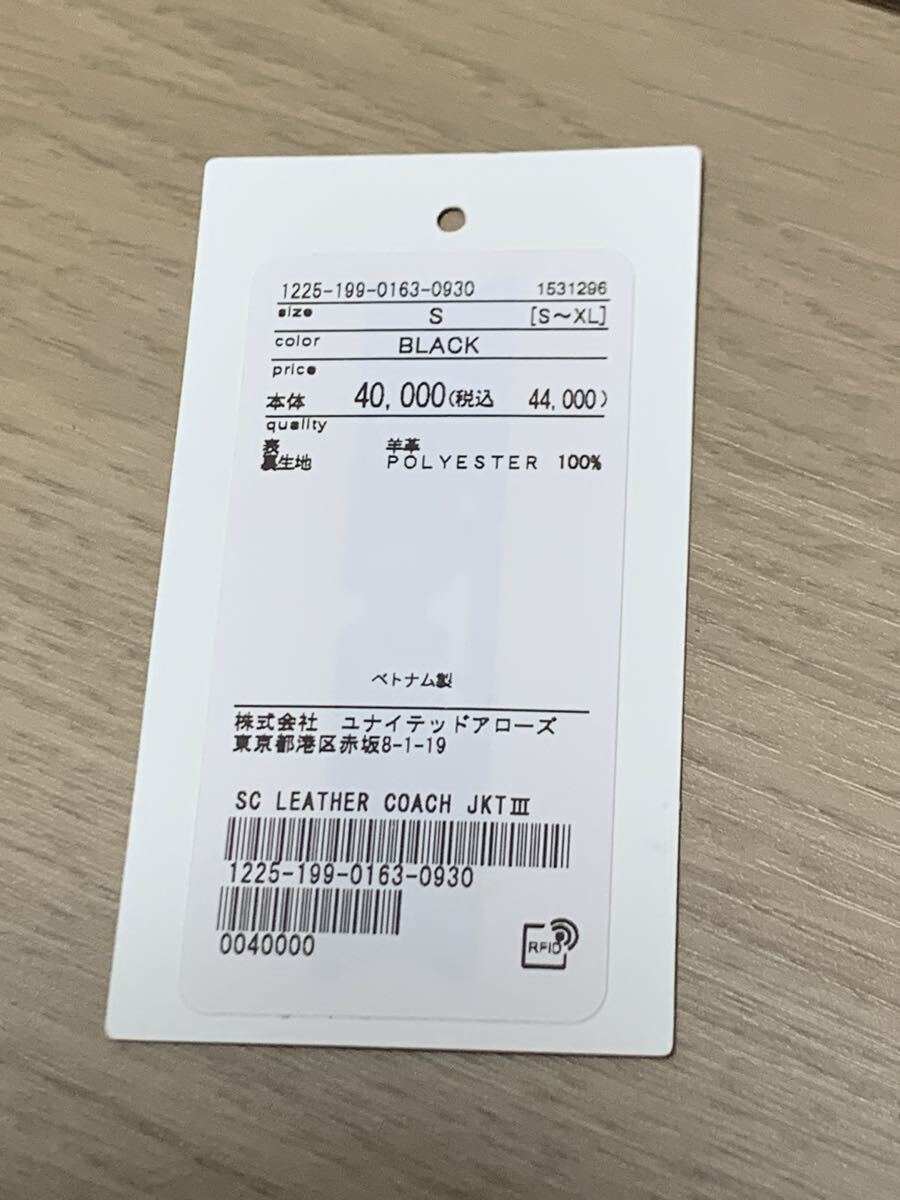 1225-199-0163-0930 1531296
size S [S~XL]
color BLACK
price
本体 40,000(税込 44,000)
quality
表 羊革
裏生地 POLYESTER 100%
ベトナム製
株式会社 ユナイテッドアローズ
東京都港区赤坂8-1-19
SC LEATHER COACH JKTⅢ
1225-199-0163-0930
0040000
RFID